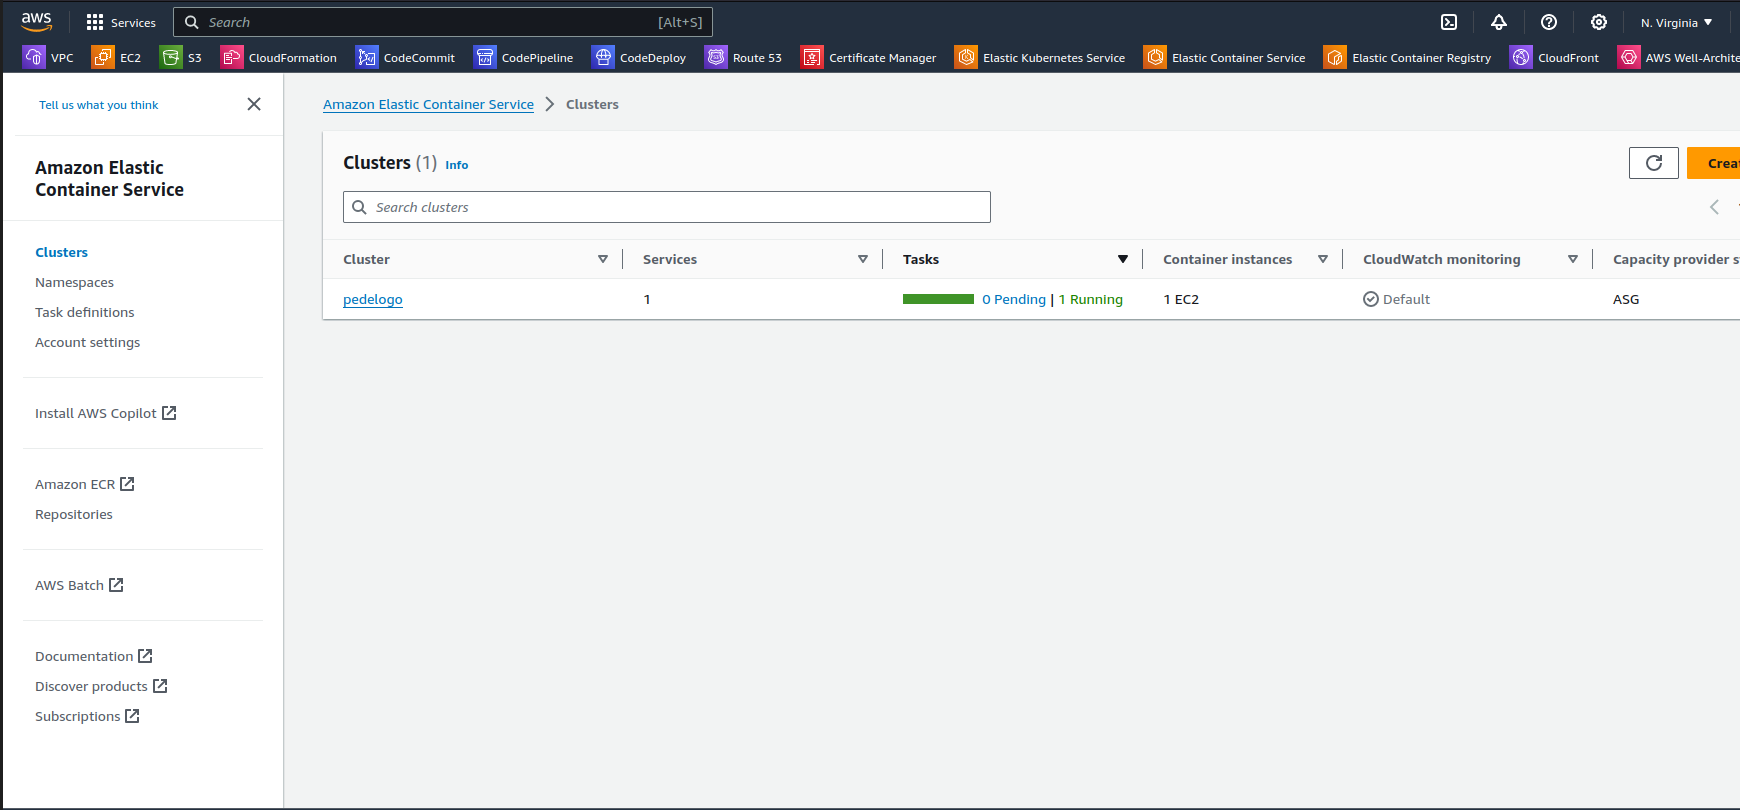 aws Services Search [Alt+S] N. Virginia
VPC EC2 S3 CloudFormation CodeCommit CodePipeline CodeDeploy Route 53 Certificate Manager Elastic Kubernetes Service Elastic Container Service Elastic Container Registry CloudFront AWS Well-Archite
Tell us what you think
Amazon Elastic
Container Service
Clusters
Namespaces
Task definitions
Account settings
Install AWS Copilot
Amazon ECR
Repositories
AWS Batch
Documentation
Discover products
Subscriptions
Amazon Elastic Container Service > Clusters
Clusters (1) Info
Creat
Search clusters
Cluster Services Tasks Container instances CloudWatch monitoring Capacity provider s
pedelogo 1 0 Pending | 1 Running 1 EC2 Default ASG